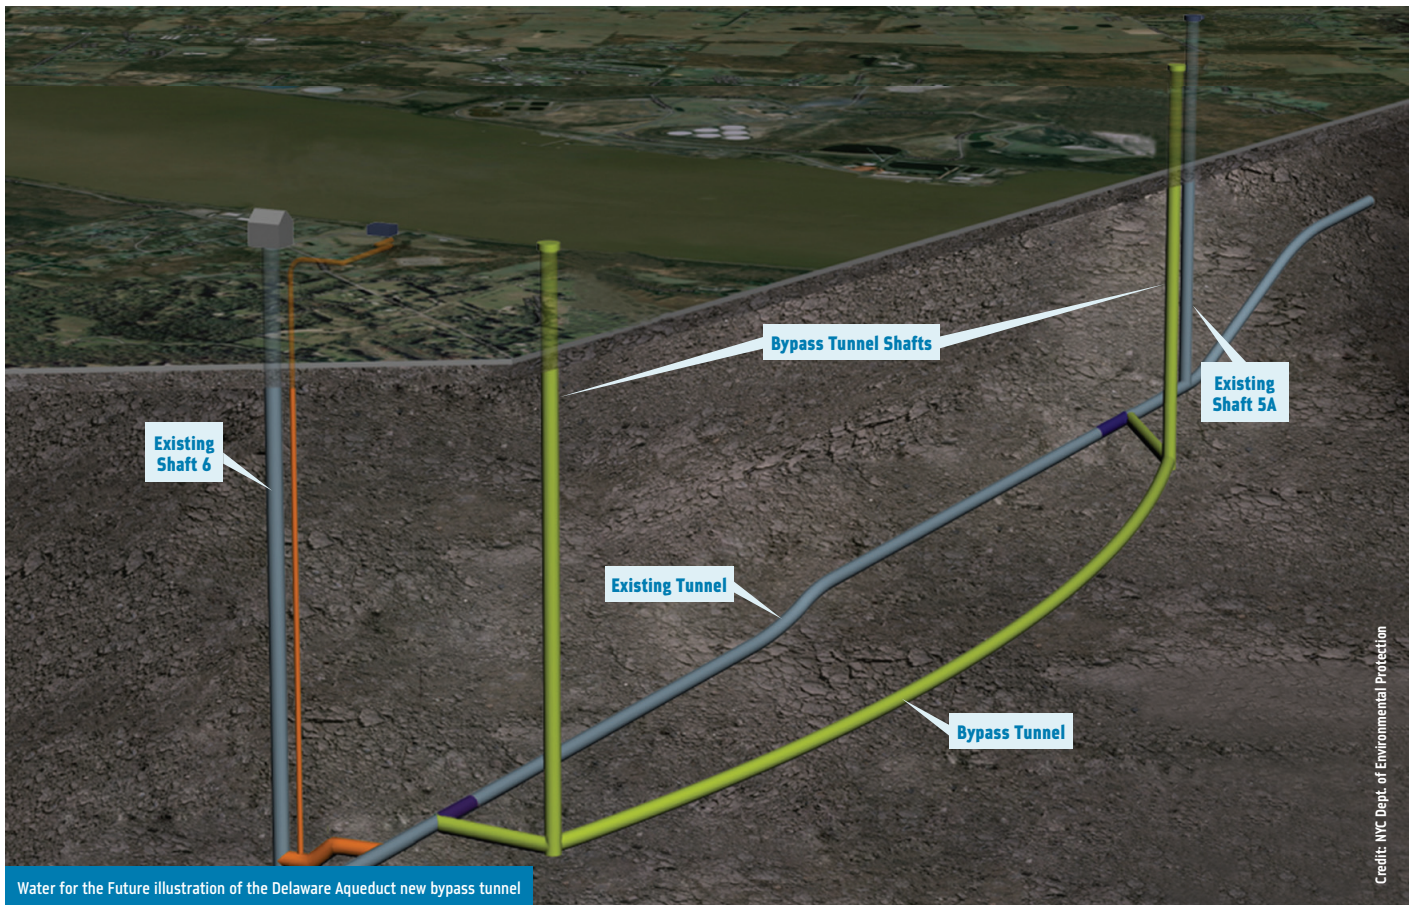 Bypass Tunnel Shafts
Existing
Shaft 5A
Existing
Shaft 6
Existing Tunnel
Bypass Tunnel
Credit: NYC Dept. of Environmental Protection
Water for the Future illustration of the Delaware Aqueduct new bypass tunnel